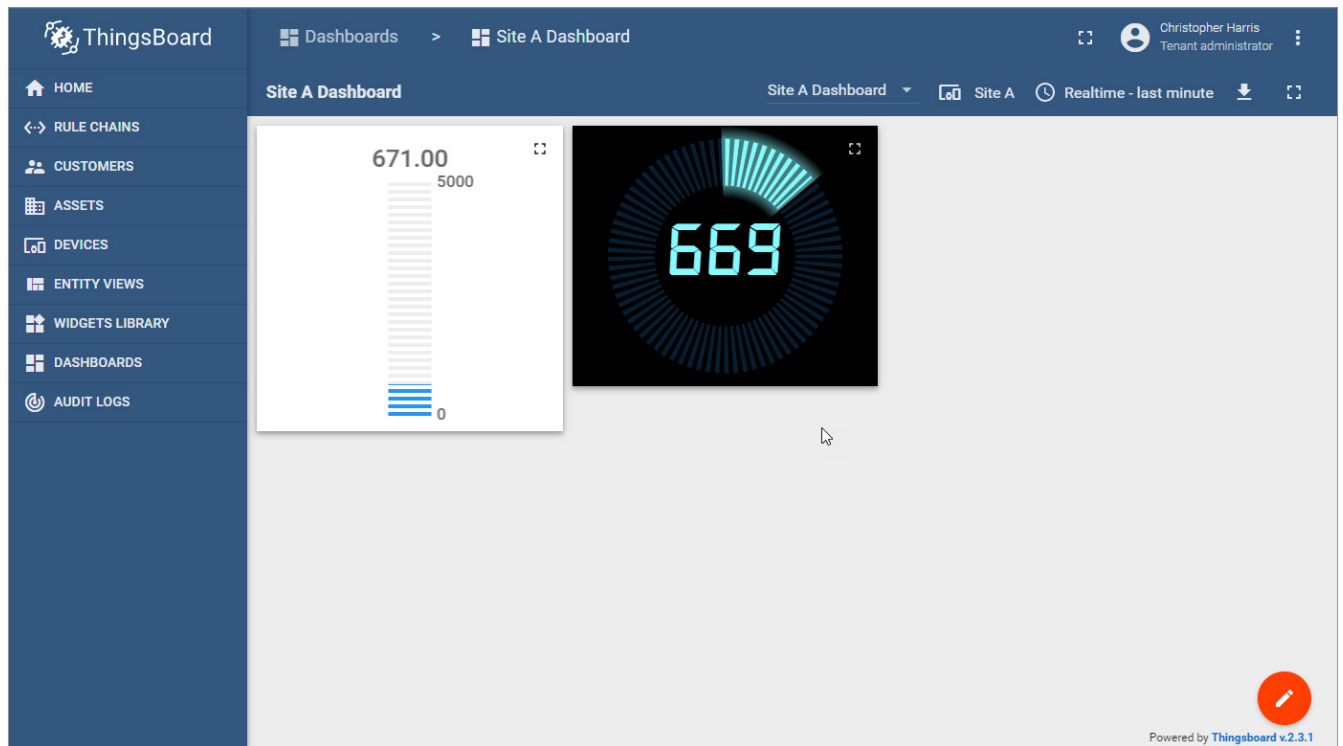 ThingsBoard
Dashboards > Site A Dashboard
Christopher Harris
Tenant administrator
HOME
RULE CHAINS
CUSTOMERS
ASSETS
DEVICES
ENTITY VIEWS
WIDGETS LIBRARY
DASHBOARDS
AUDIT LOGS
Site A Dashboard
Site A Dashboard
Site A
Realtime - last minute
671.00
5000
0
669
Powered by Thingsboard v.2.3.1